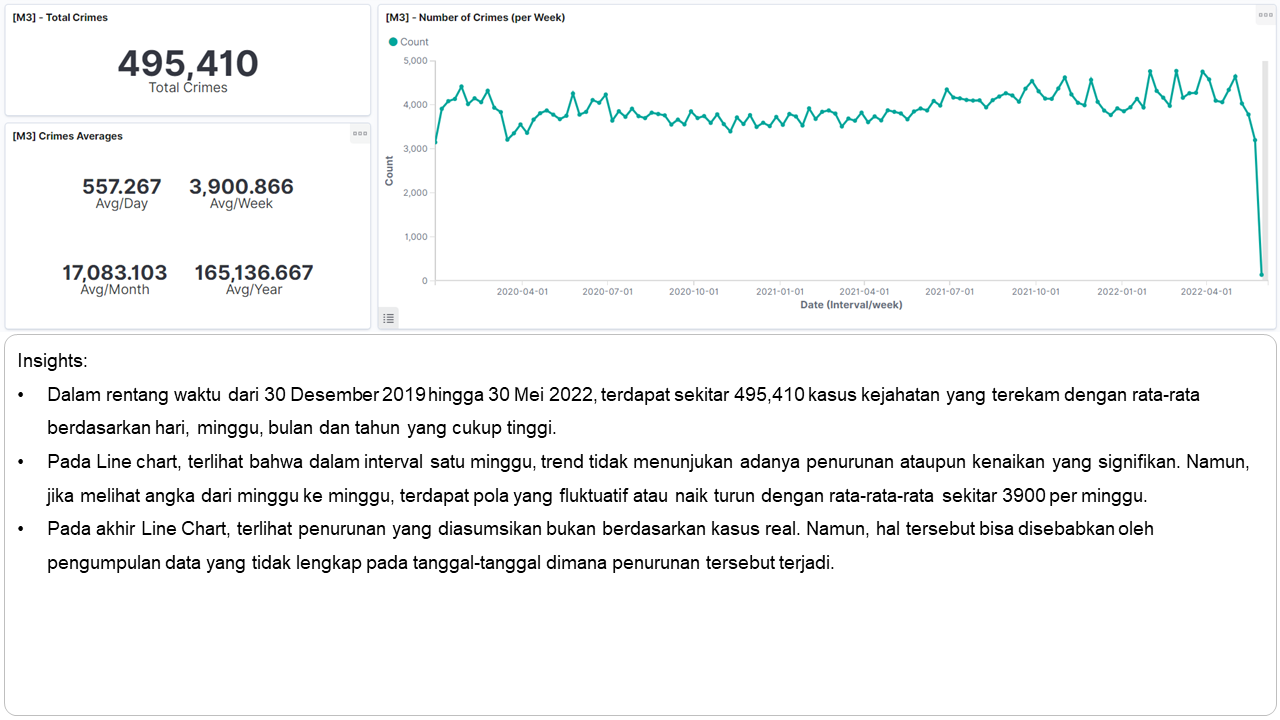 [M3] - Total Crimes
495,410
Total Crimes
[M3] Crimes Averages
557.267
Avg/Day
3,900.866
Avg/Week
17,083.103
Avg/Month
165,136.667
Avg/Year
[M3] - Number of Crimes (per Week)
Count
5,000
4,000
3,000
2,000
1,000
0
Count
2020-04-01 2020-07-01 2020-10-01 2021-01-01 2021-04-01 2021-07-01 2021-10-01 2022-01-01 2022-04-01
Date (Interval/week)
Insights:
• Dalam rentang waktu dari 30 Desember 2019 hingga 30 Mei 2022, terdapat sekitar 495,410 kasus kejahatan yang terekam dengan rata-rata
berdasarkan hari, minggu, bulan dan tahun yang cukup tinggi.
• Pada Line chart, terlihat bahwa dalam interval satu minggu, trend tidak menunjukan adanya penurunan ataupun kenaikan yang signifikan. Namun,
jika melihat angka dari minggu ke minggu, terdapat pola yang fluktuatif atau naik turun dengan rata-rata-rata sekitar 3900 per minggu.
• Pada akhir Line Chart, terlihat penurunan yang diasumsikan bukan berdasarkan kasus real. Namun, hal tersebut bisa disebabkan oleh
pengumpulan data yang tidak lengkap pada tanggal-tanggal dimana penurunan tersebut terjadi.